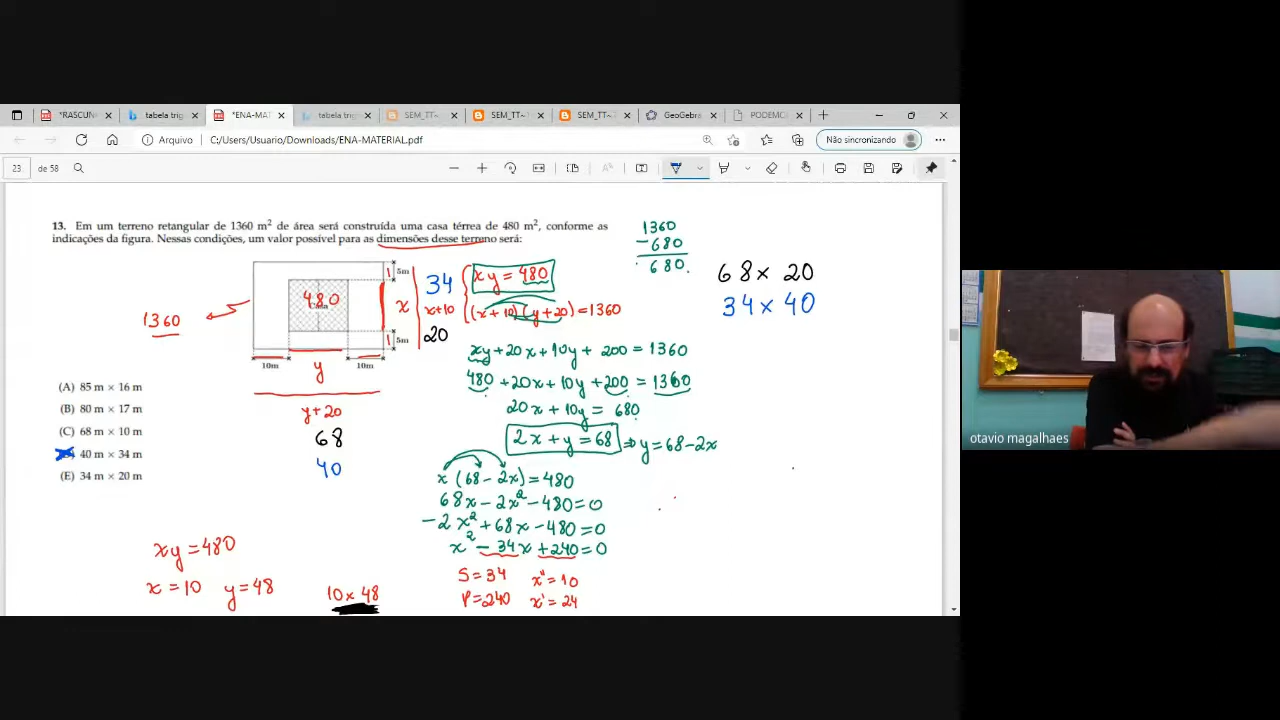 *RASCUN
tabela trig
*ENA-MAT
tabela trig
SEM_TT~
SEM_TT~
SEM_TT~
GeoGebra
PODEMO
Arquivo C:/Users/Usuario/Downloads/ENA-MATERIAL.pdf
Não sincronizando
23 de 58
13. Em um terreno retangular de 1360 m² de área será construída uma casa térrea de 480 m², conforme as
indicações da figura. Nessas condições, um valor possível para as dimensões desse terreno será:
1360
480
5m
5m
10m
10m
x
y
y+20
68
40
34
x+10
20
(A) 85 m × 16 m
(B) 80 m × 17 m
(C) 68 m × 10 m
40 m × 34 m
(E) 34 m × 20 m
xy = 480
(x+10)(y+20)=1360
xy+20x+10y+200=1360
480+20x+10y+200=1360
20x+10y=680
2x+y=68 ⇒ y=68-2x
x(68-2x)=480
68x-2x²-480=0
-2x²+68x-480=0
x²-34x+240=0
S=34 x"=10
P=240 x'=24
1360
-680
680
68x 20
34x 40
xy=480
x=10 y=48
10x48
otavio magalhaes